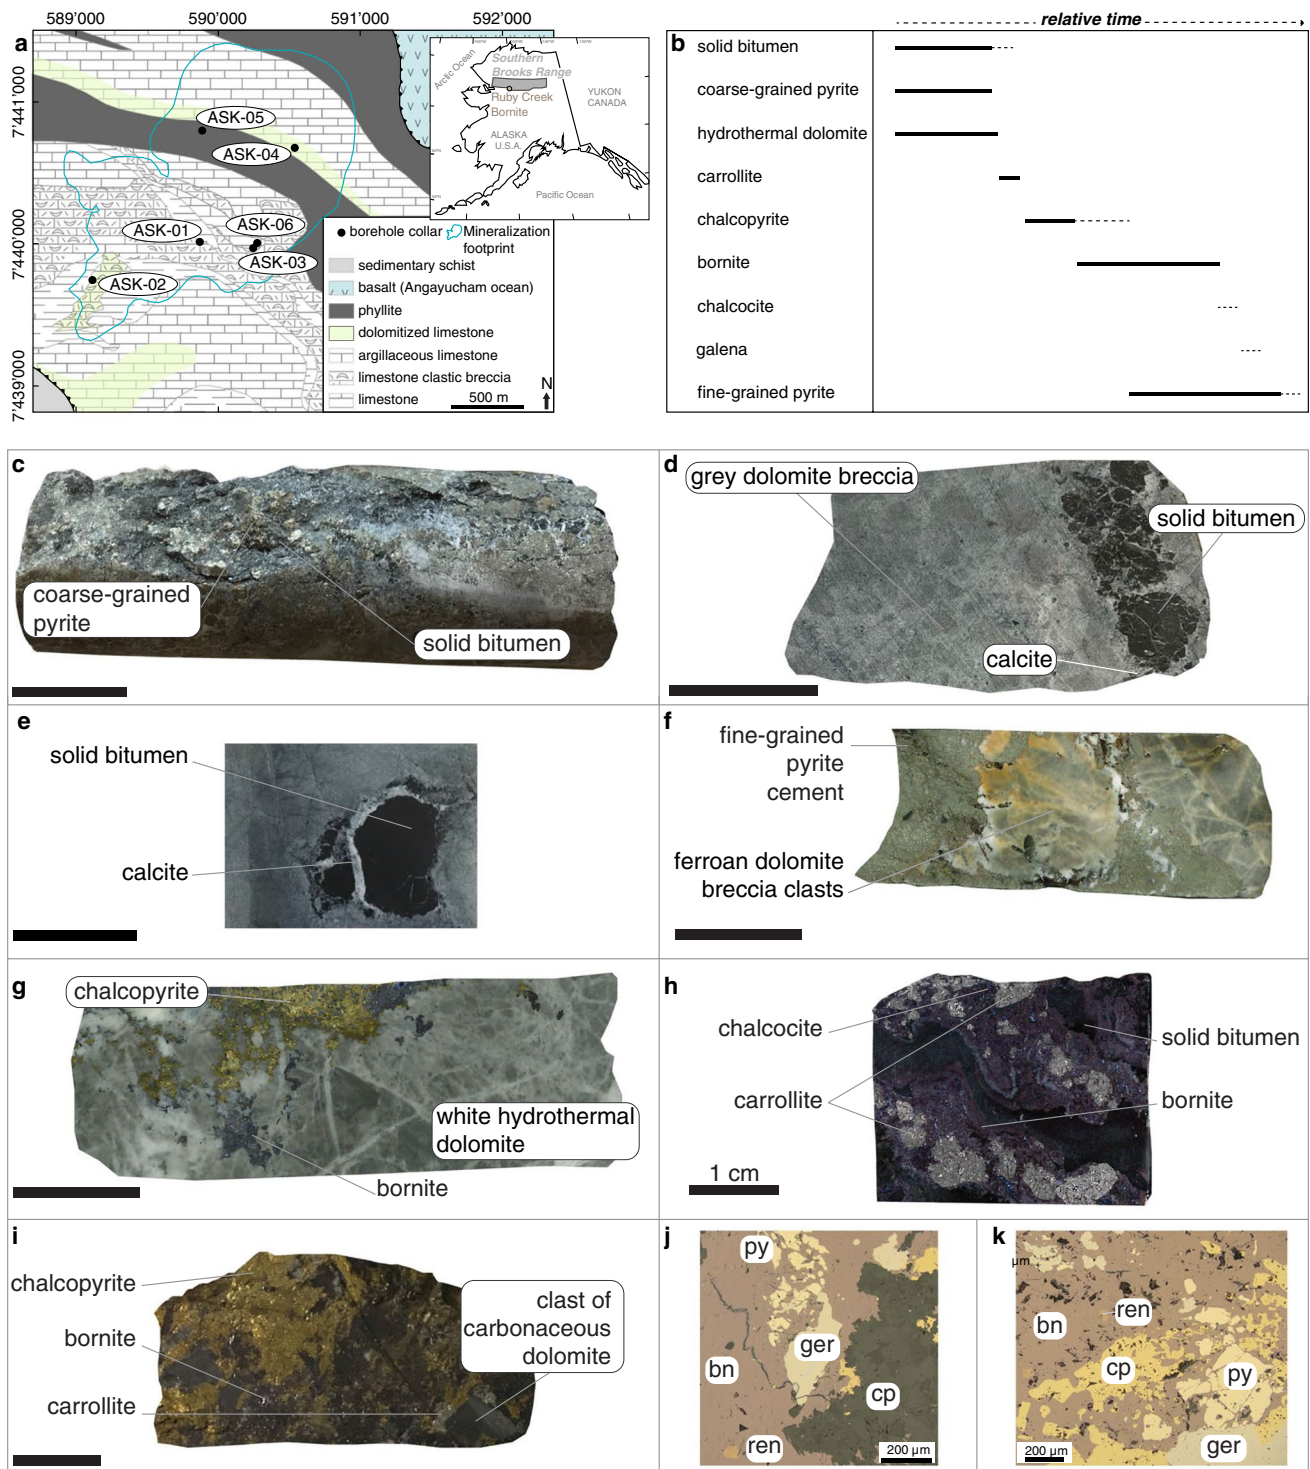 589'000 590'000 591'000 592'000
a
7'441'000
7'440'000
7'439'000
ASK-05
ASK-04
ASK-01
ASK-06
ASK-03
ASK-02
Arctic Ocean
Southern
Brooks Range
Ruby Creek
Bornite
YUKON
CANADA
ALASKA
U.S.A.
Pacific Ocean
borehole collar
Mineralization
footprint
sedimentary schist
basalt (Angayucham ocean)
phyllite
dolomitized limestone
argillaceous limestone
limestone clastic breccia
limestone
500 m
N
relative time
b
solid bitumen
coarse-grained pyrite
hydrothermal dolomite
carrollite
chalcopyrite
bornite
chalcocite
galena
fine-grained pyrite
c
coarse-grained
pyrite
solid bitumen
d
grey dolomite breccia
solid bitumen
calcite
e
solid bitumen
calcite
f
fine-grained
pyrite
cement
ferroan dolomite
breccia clasts
g
chalcopyrite
white hydrothermal
dolomite
bornite
h
chalcocite
solid bitumen
carrollite
bornite
1 cm
i
chalcopyrite
bornite
carrollite
clast of
carbonaceous
dolomite
j
py
ger
bn
cp
ren
200 µm
k
µm
ren
bn
cp
py
ger
200 µm